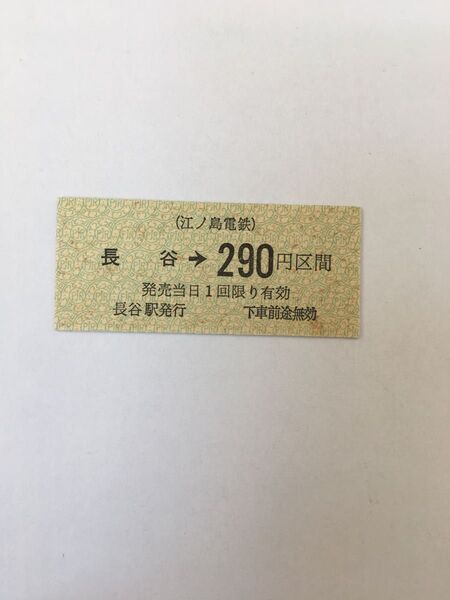 (江ノ島電鉄)
長 谷 → 290円区間
発売当日1回限り有効
長谷駅発行 下車前途無効